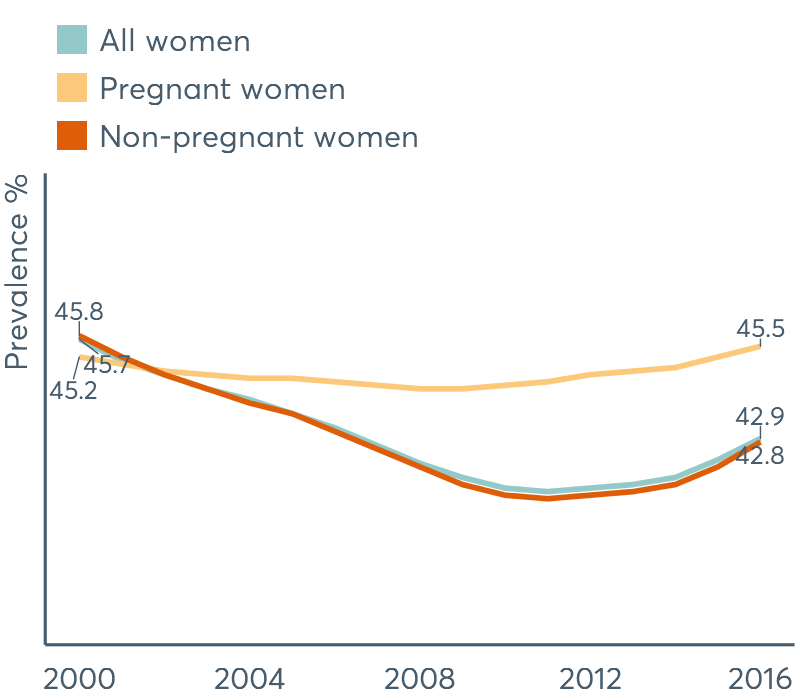 All women
Pregnant women
Non-pregnant women
Prevalence %
45.8
45.7
45.2
45.5
42.9
42.8
2000 2004 2008 2012 2016